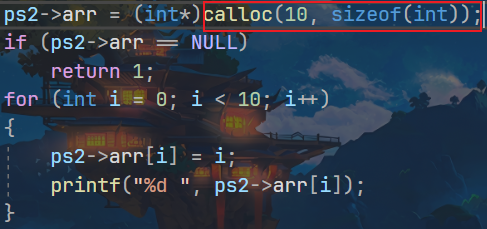 ps2->arr = (int*)calloc(10, sizeof(int));
if (ps2->arr == NULL)
    return 1;
for (int i = 0; i < 10; i++)
{
    ps2->arr[i] = i;
    printf("%d ", ps2->arr[i]);
}